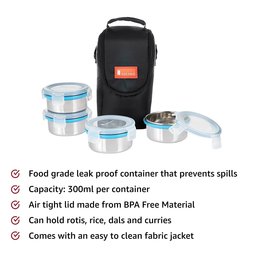 Food grade leak proof container that prevents spills
Capacity: 300ml per container
Air tight lid made from BPA Free Material
Can hold rotis, rice, dals and curries
Comes with an easy to clean fabric jacket